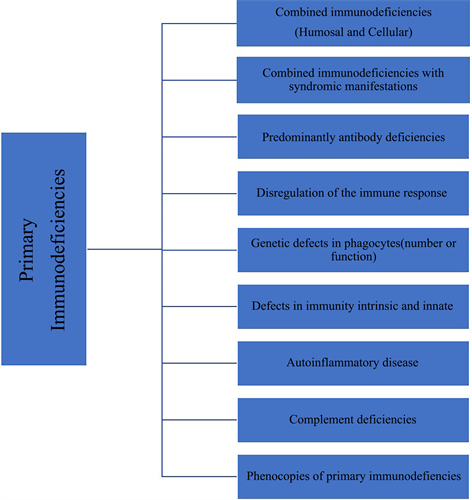 Primary
Immunodeficiencies
Combined immunodeficiencies
(Humosal and Cellular)
Combined immunodeficiencies with
syndromic manifestations
Predominantly antibody deficiencies
Disregulation of the immune response
Genetic defects in phagocytes(number or
function)
Defects in immunity intrinsic and innate
Autoinflammatory disease
Complement deficiencies
Phenocopies of primary immunodefiencies